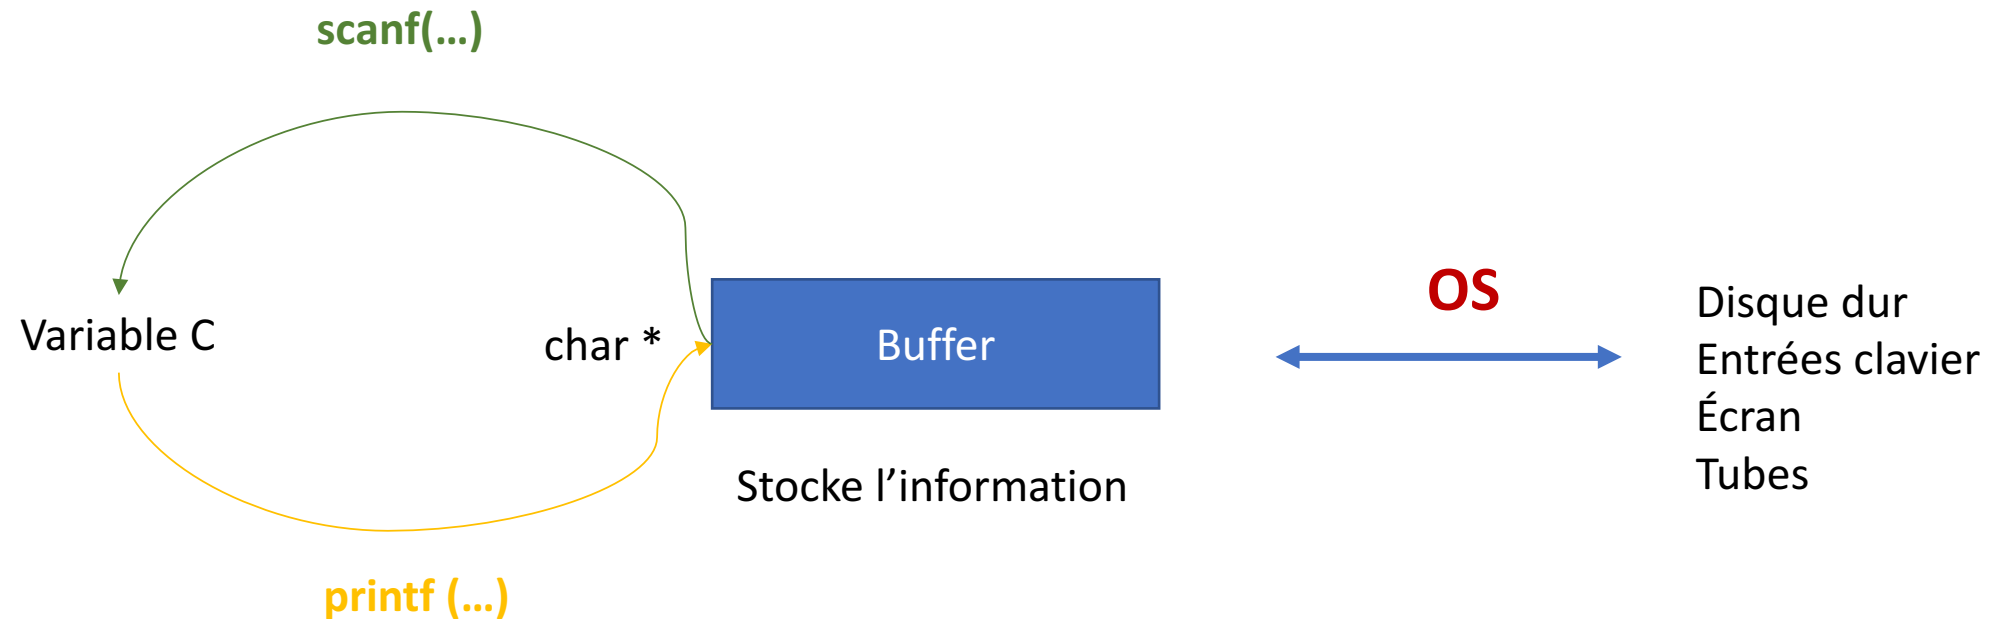 scanf(…)
Variable C
char *
Buffer
Stocke l’information
printf (…)
OS
Disque dur
Entrées clavier
Écran
Tubes